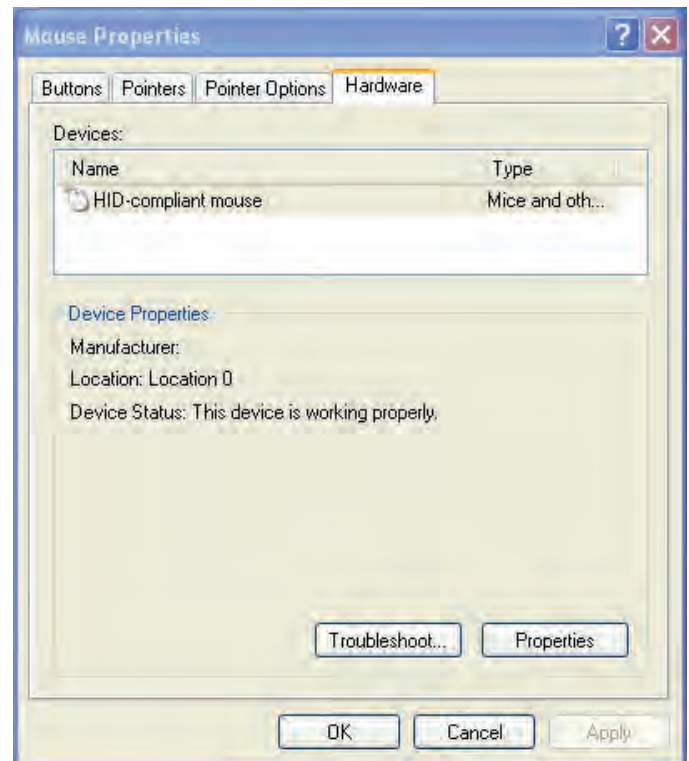 Mouse Properties
Buttons Pointers Pointer Options Hardware
Devices:
Name Type
HID-compliant mouse Mice and oth...
Device Properties
Manufacturer:
Location: Location 0
Device Status: This device is working properly.
Troubleshoot... Properties
OK Cancel Apply